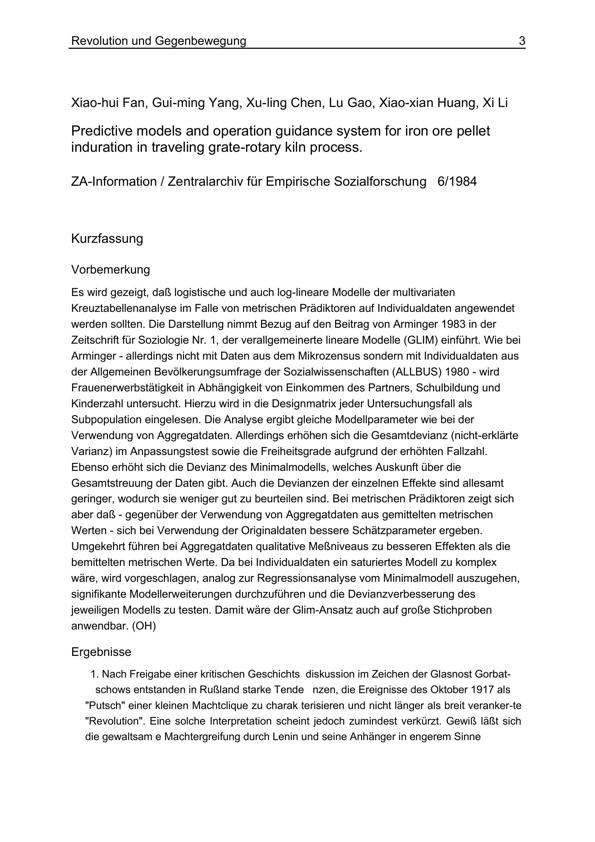 Revolution und Gegenbewegung 3
Xiao-hui Fan, Gui-ming Yang, Xu-ling Chen, Lu Gao, Xiao-xian Huang, Xi Li
Predictive models and operation guidance system for iron ore pellet
induration in traveling grate-rotary kiln process.
ZA-Information / Zentralarchiv für Empirische Sozialforschung 6/1984
Kurzfassung
Vorbemerkung
Es wird gezeigt, daß logistische und auch log-lineare Modelle der multivariaten
Kreuztabellenanalyse im Falle von metrischen Prädiktoren auf Individualdaten angewendet
werden sollten. Die Darstellung nimmt Bezug auf den Beitrag von Arminger 1983 in der
Zeitschrift für Soziologie Nr. 1, der verallgemeinerte lineare Modelle (GLIM) einführt. Wie bei
Arminger - allerdings nicht mit Daten aus dem Mikrozensus sondern mit Individualdaten aus
der Allgemeinen Bevölkerungsumfrage der Sozialwissenschaften (ALLBUS) 1980 - wird
Frauenerwerbstätigkeit in Abhängigkeit von Einkommen des Partners, Schulbildung und
Kinderzahl untersucht. Hierzu wird in die Designmatrix jeder Untersuchungsfall als
Subpopulation eingelesen. Die Analyse ergibt gleiche Modellparameter wie bei der
Verwendung von Aggregatdaten. Allerdings erhöhen sich die Gesamtdevianz (nicht-erklärte
Varianz) im Anpassungstest sowie die Freiheitsgrade aufgrund der erhöhten Fallzahl.
Ebenso erhöht sich die Devianz des Minimalmodells, welches Auskunft über die
Gesamtstreuung der Daten gibt. Auch die Devianzen der einzelnen Effekte sind allesamt
geringer, wodurch sie weniger gut zu beurteilen sind. Bei metrischen Prädiktoren zeigt sich
aber daß - gegenüber der Verwendung von Aggregatdaten aus gemittelten metrischen
Werten - sich bei Verwendung der Originaldaten bessere Schätzparameter ergeben.
Umgekehrt führen bei Aggregatdaten qualitative Meßniveaus zu besseren Effekten als die
bemittelten metrischen Werte. Da bei Individualdaten ein saturiertes Modell zu komplex
wäre, wird vorgeschlagen, analog zur Regressionsanalyse vom Minimalmodell auszugehen,
signifikante Modellerweiterungen durchzuführen und die Devianzverbesserung des
jeweiligen Modells zu testen. Damit wäre der Glim-Ansatz auch auf große Stichproben
anwendbar. (OH)
Ergebnisse
1. Nach Freigabe einer kritischen Geschichts diskussion im Zeichen der Glasnost Gorbat-
schows entstanden in Rußland starke Tende nzen, die Ereignisse des Oktober 1917 als
"Putsch" einer kleinen Machtclique zu charak terisieren und nicht länger als breit veranker-te
"Revolution". Eine solche Interpretation scheint jedoch zumindest verkürzt. Gewiß läßt sich
die gewaltsam e Machtergreifung durch Lenin und seine Anhänger in engerem Sinne